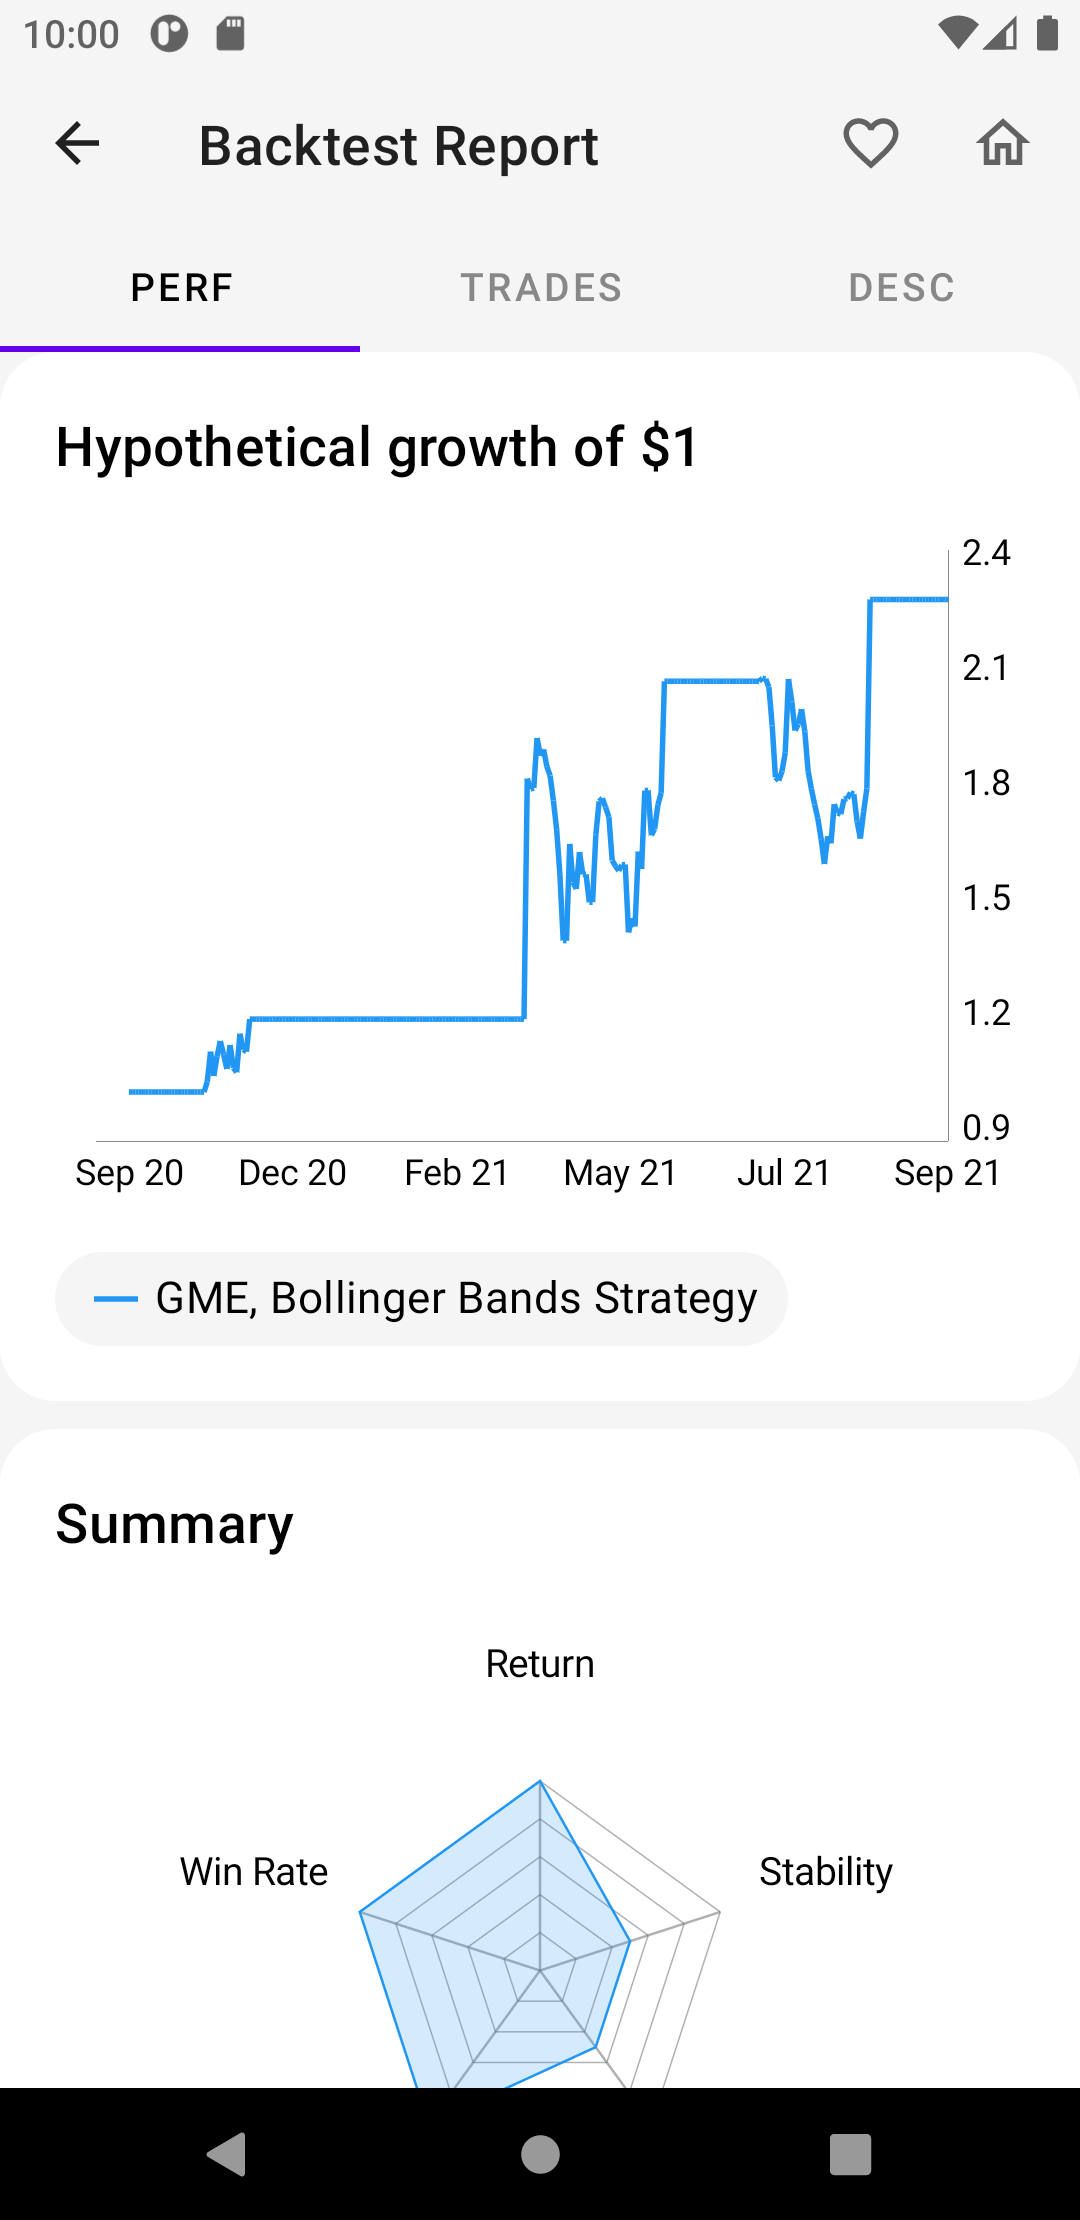 10:00
Backtest Report
PERF
TRADES
DESC
Hypothetical growth of $1
2.4
2.1
1.8
1.5
1.2
0.9
Sep 20 Dec 20 Feb 21 May 21 Jul 21 Sep 21
GME, Bollinger Bands Strategy
Summary
Return
Win Rate
Stability